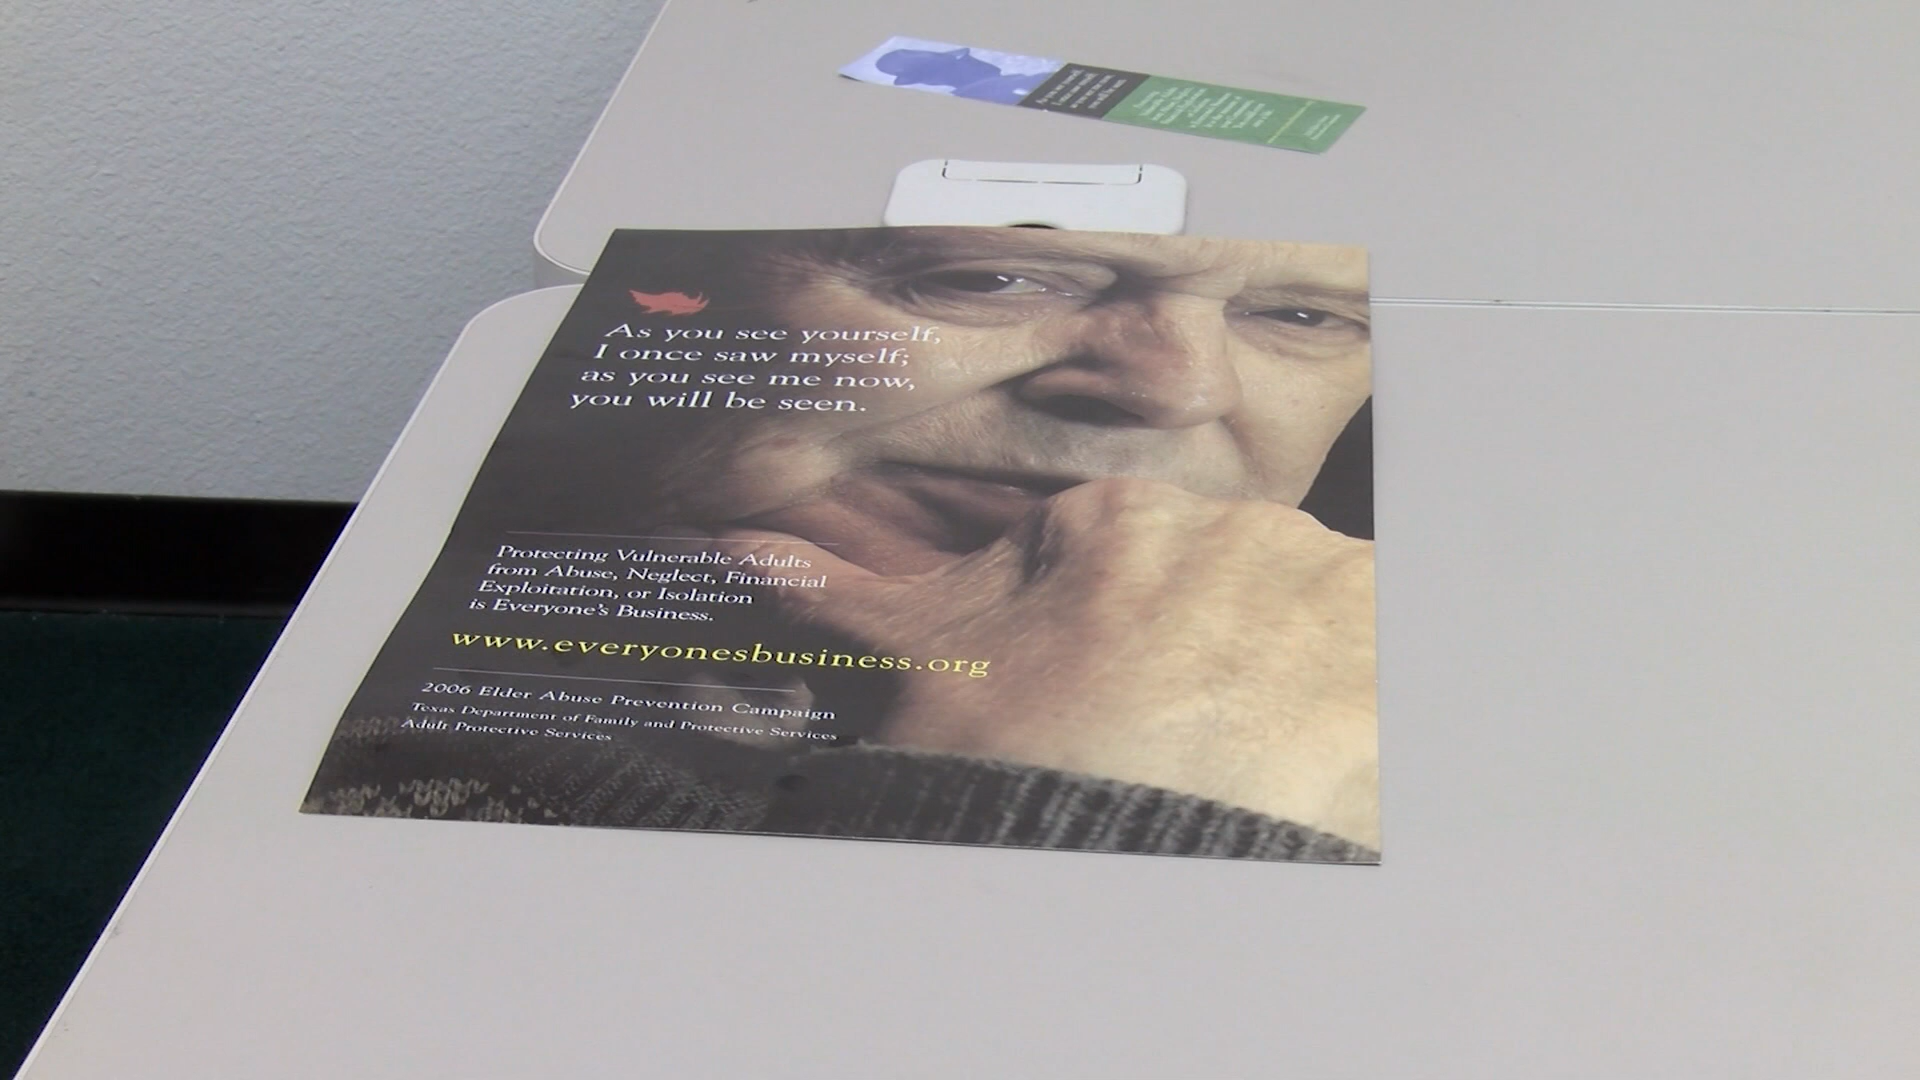 As you see yourself,
I once saw myself;
as you see me now,
you will be seen.
Protecting Vulnerable Adults
from Abuse, Neglect, Financial
Exploitation, or Isolation
is Everyone's Business.
www.everyonesbusiness.org
2006 Elder Abuse Prevention Campaign
Texas Department of Family and Protective Services
Adult Protective Services